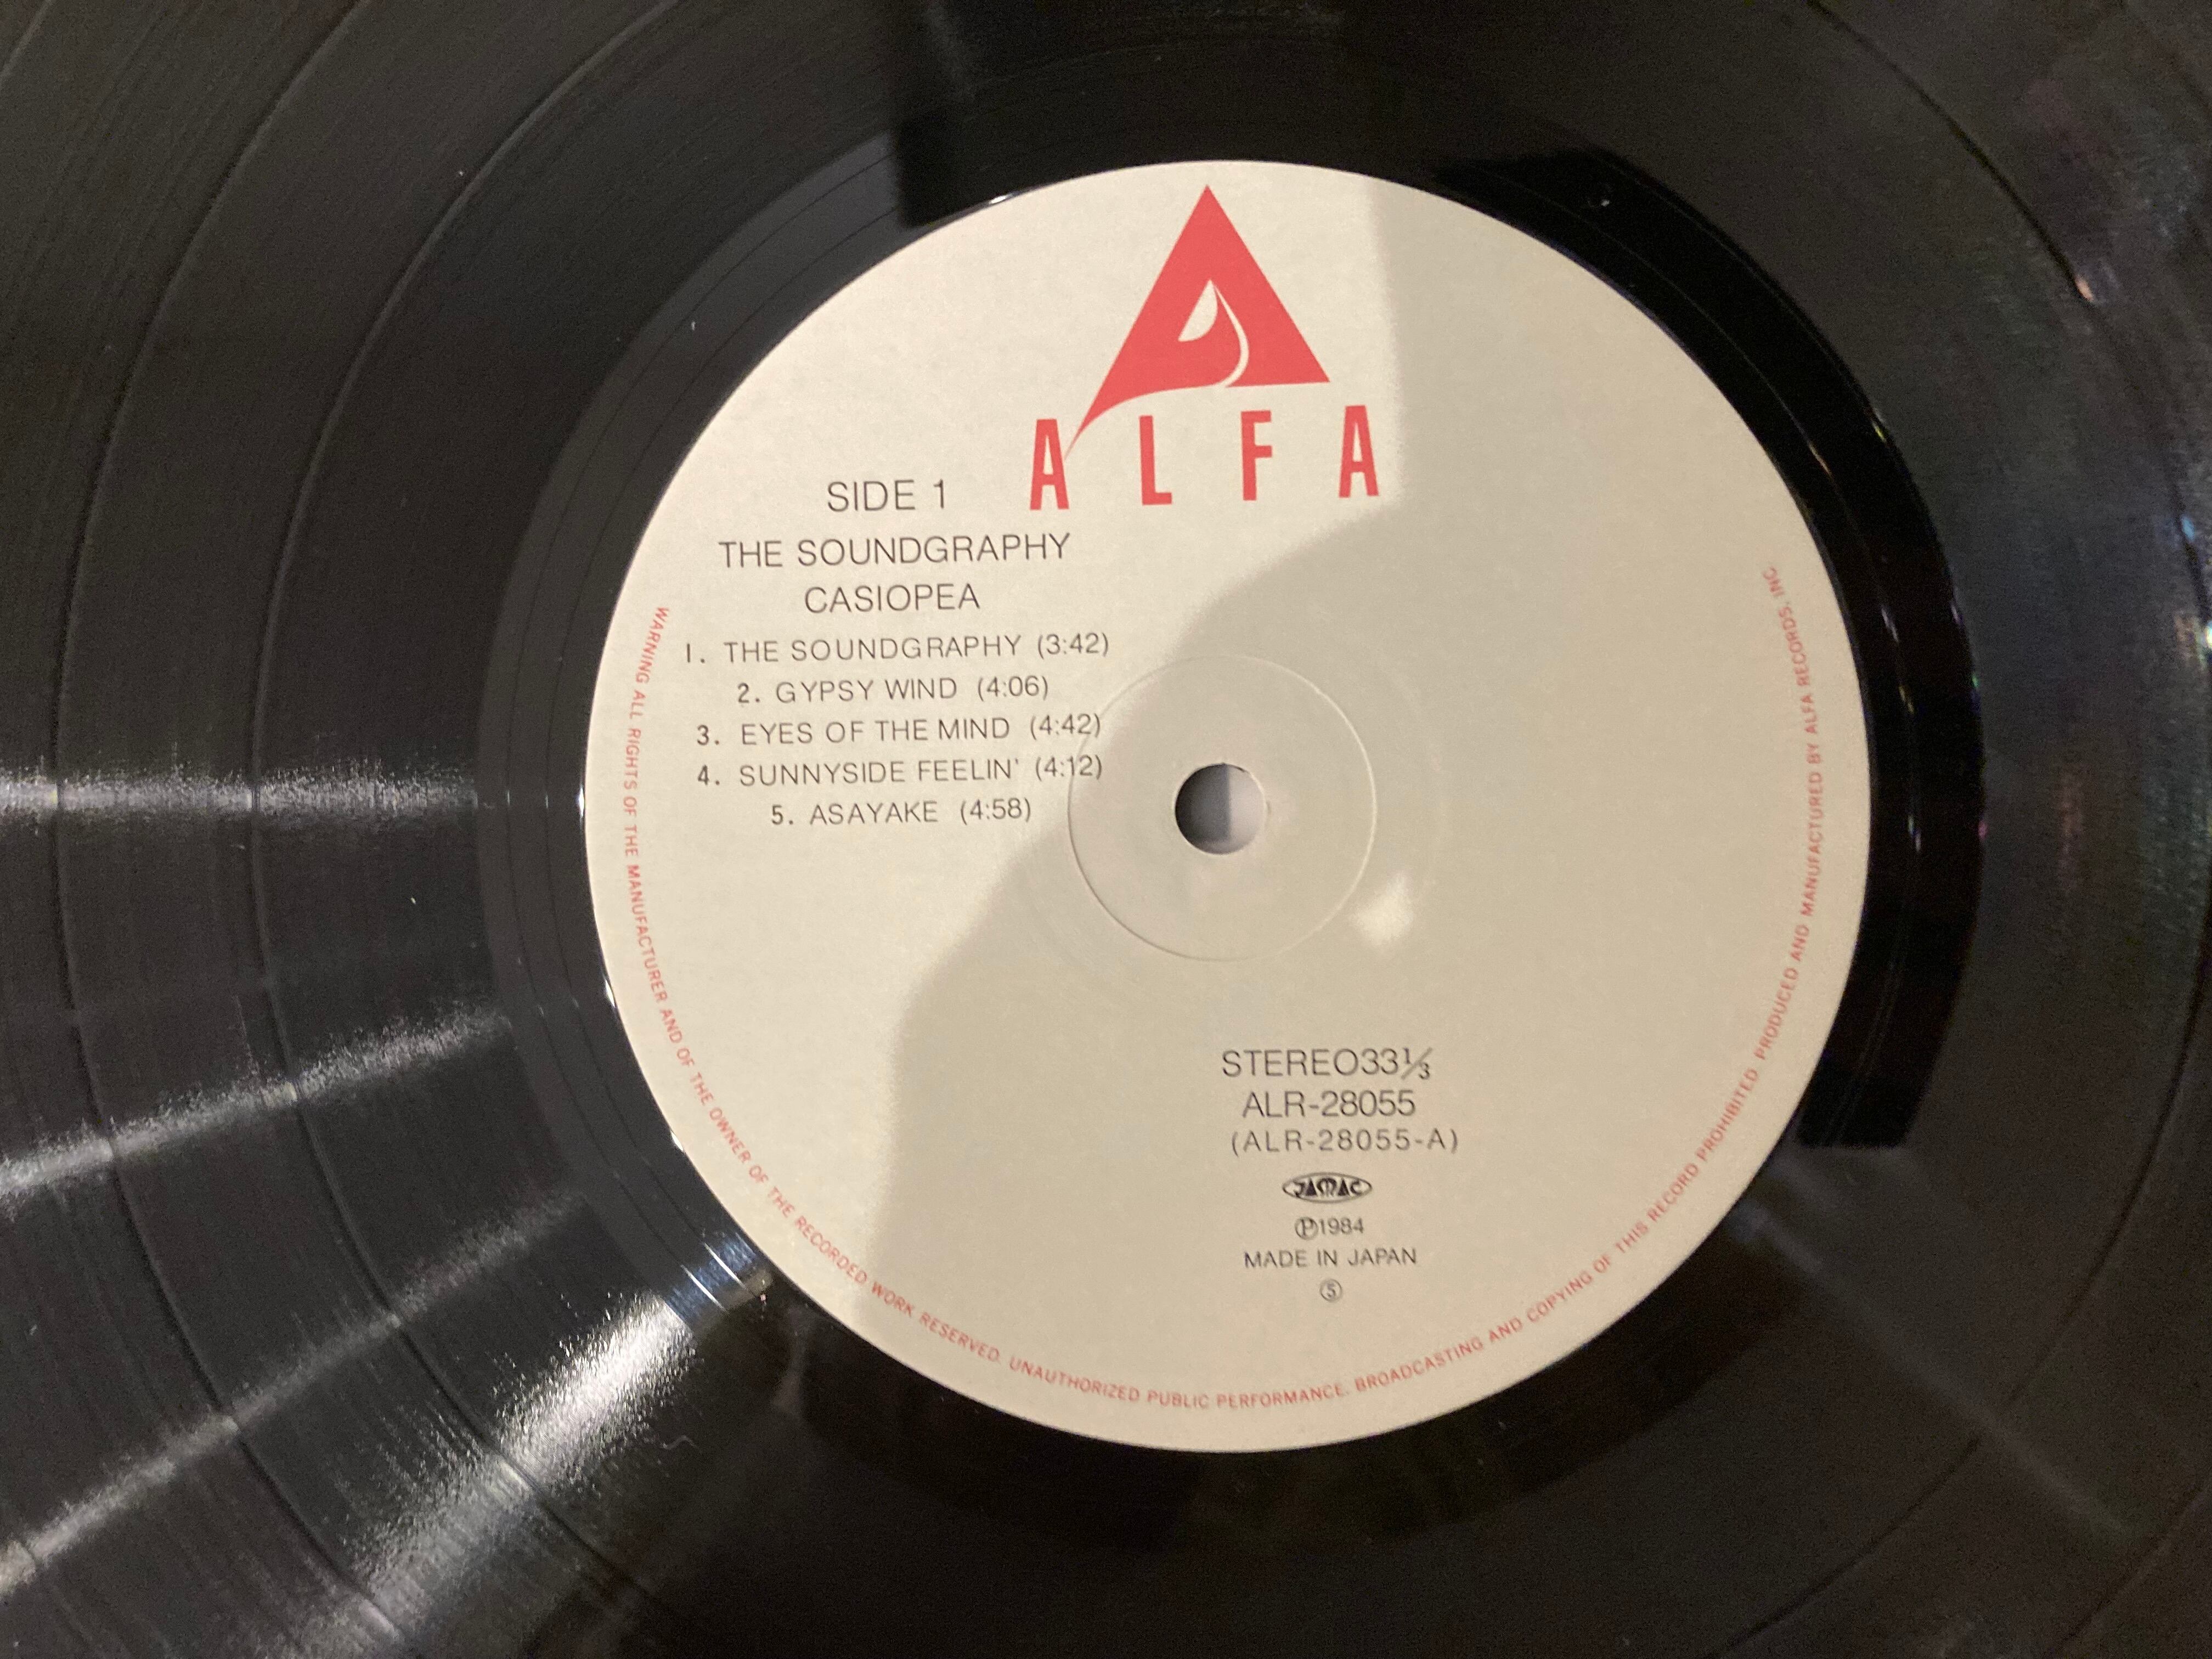 ALFA
SIDE 1
THE SOUNDGRAPHY
CASIOPEA
1. THE SOUNDGRAPHY (3:42)
2. GYPSY WIND (4:06)
3. EYES OF THE MIND (4:42)
4. SUNNYSIDE FEELIN' (4:12)
5. ASAYAKE (4:58)
STEREO33⅓
ALR-28055
(ALR-28055-A)
JASRAC
Ⓟ1984
MADE IN JAPAN
⑤
WARNING ALL RIGHTS OF THE MANUFACTURER AND OF THE OWNER OF THE RECORDED WORK RESERVED. UNAUTHORIZED PUBLIC PERFORMANCE. BROADCASTING AND COPYING OF THIS RECORD PROHIBITED. PRODUCED AND MANUFACTURED BY ALFA RECORDS, INC